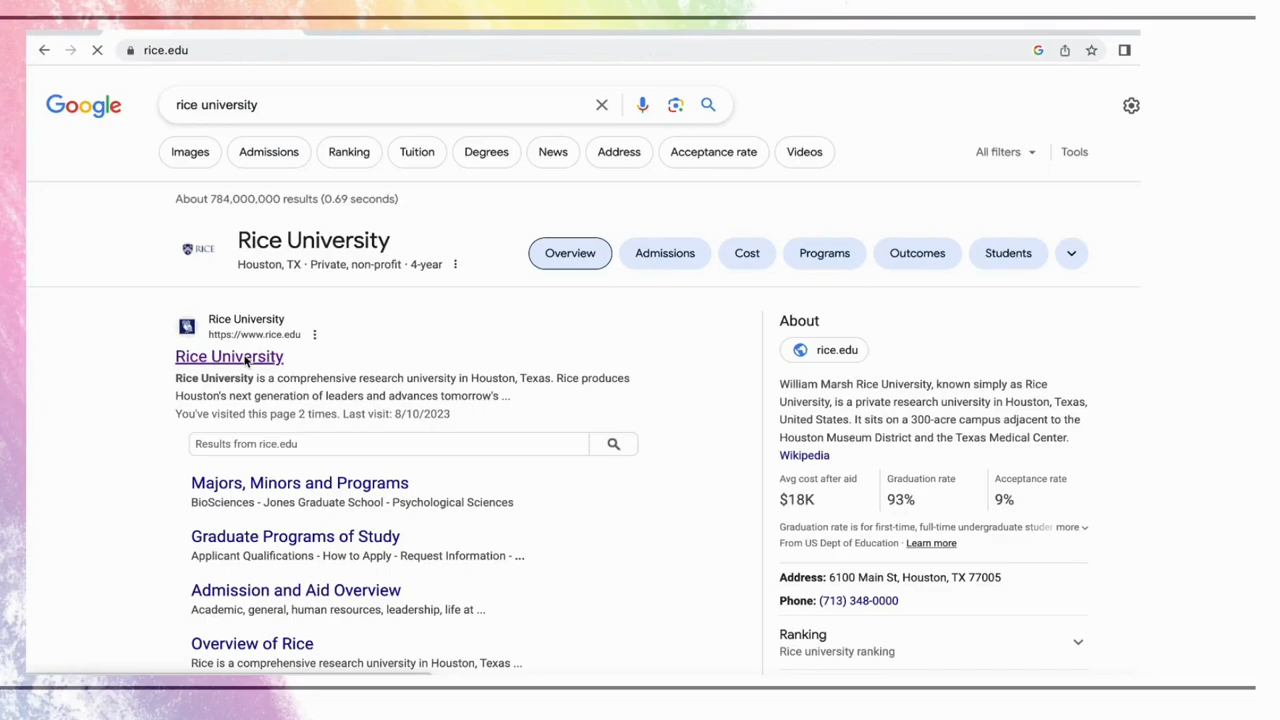 rice.edu
Google
rice university
Images Admissions Ranking Tuition Degrees News Address Acceptance rate Videos All filters Tools
About 784,000,000 results (0.69 seconds)
RICE
Rice University
Houston, TX · Private, non-profit · 4-year
Overview Admissions Cost Programs Outcomes Students
Rice University
https://www.rice.edu
Rice University
Rice University is a comprehensive research university in Houston, Texas. Rice produces
Houston's next generation of leaders and advances tomorrow's ...
You've visited this page 2 times. Last visit: 8/10/2023
Results from rice.edu
Majors, Minors and Programs
BioSciences - Jones Graduate School - Psychological Sciences
Graduate Programs of Study
Applicant Qualifications - How to Apply - Request Information - ...
Admission and Aid Overview
Academic, general, human resources, leadership, life at ...
Overview of Rice
Rice is a comprehensive research university in Houston, Texas ...
About
rice.edu
William Marsh Rice University, known simply as Rice
University, is a private research university in Houston, Texas,
United States. It sits on a 300-acre campus adjacent to the
Houston Museum District and the Texas Medical Center.
Wikipedia
Avg cost after aid Graduation rate Acceptance rate
$18K 93% 9%
Graduation rate is for first-time, full-time undergraduate more
From US Dept of Education · Learn more
Address: 6100 Main St, Houston, TX 77005
Phone: (713) 348-0000
Ranking
Rice university ranking